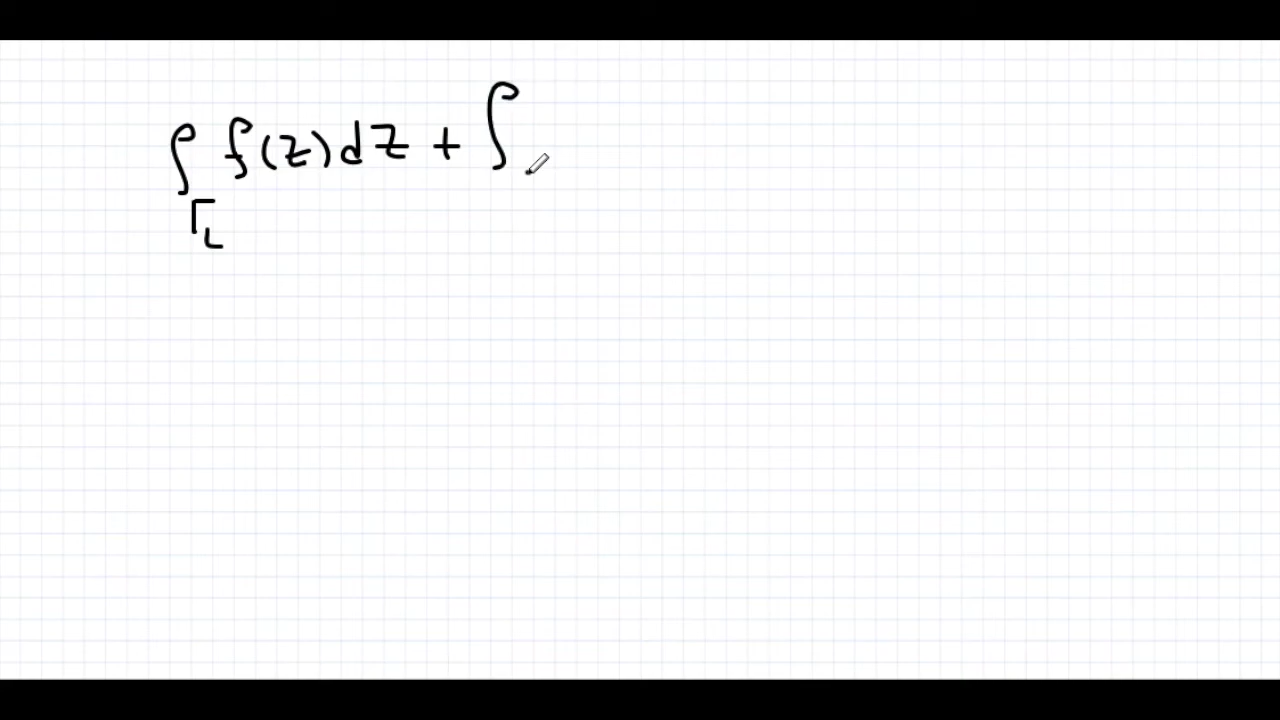 ∫_{Γ_L} f(z)dz + ∫